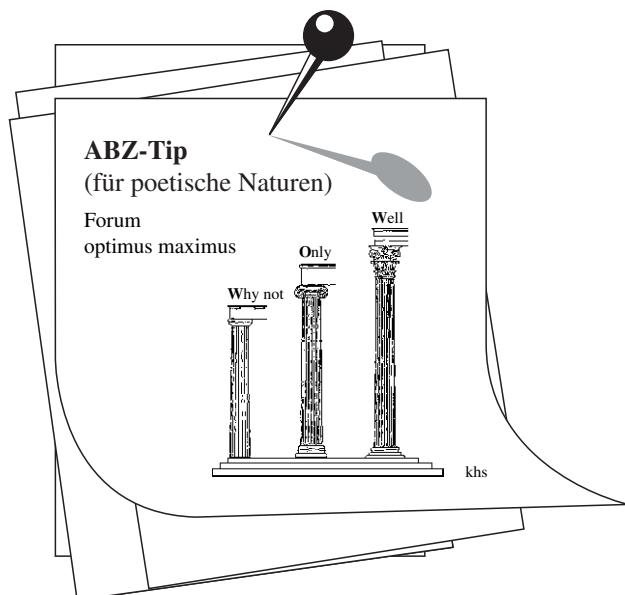 ABZ-Tip
(für poetische Naturen)
Forum
optimus maximus
Well
Only
Why not
khs